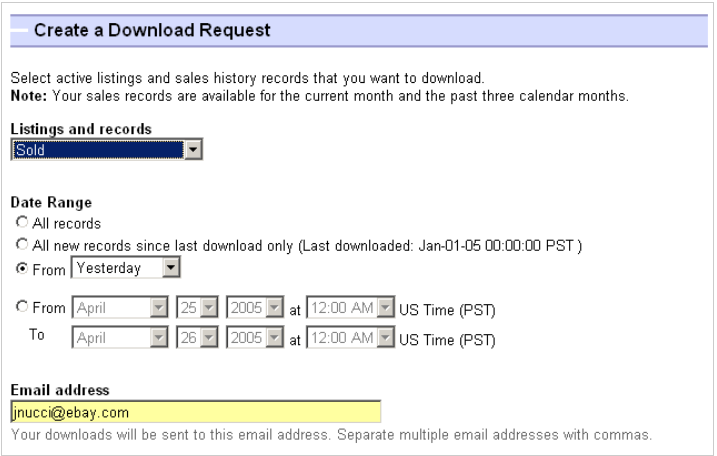 Create a Download Request
Select active listings and sales history records that you want to download.
Note: Your sales records are available for the current month and the past three calendar months.
Listings and records
Sold
Date Range
All records
All new records since last download only (Last downloaded: Jan-01-05 00:00:00 PST )
From Yesterday
From April 25 2005 at 12:00 AM US Time (PST)
To April 26 2005 at 12:00 AM US Time (PST)
Email address
jnucci@ebay.com
Your downloads will be sent to this email address. Separate multiple email addresses with commas.